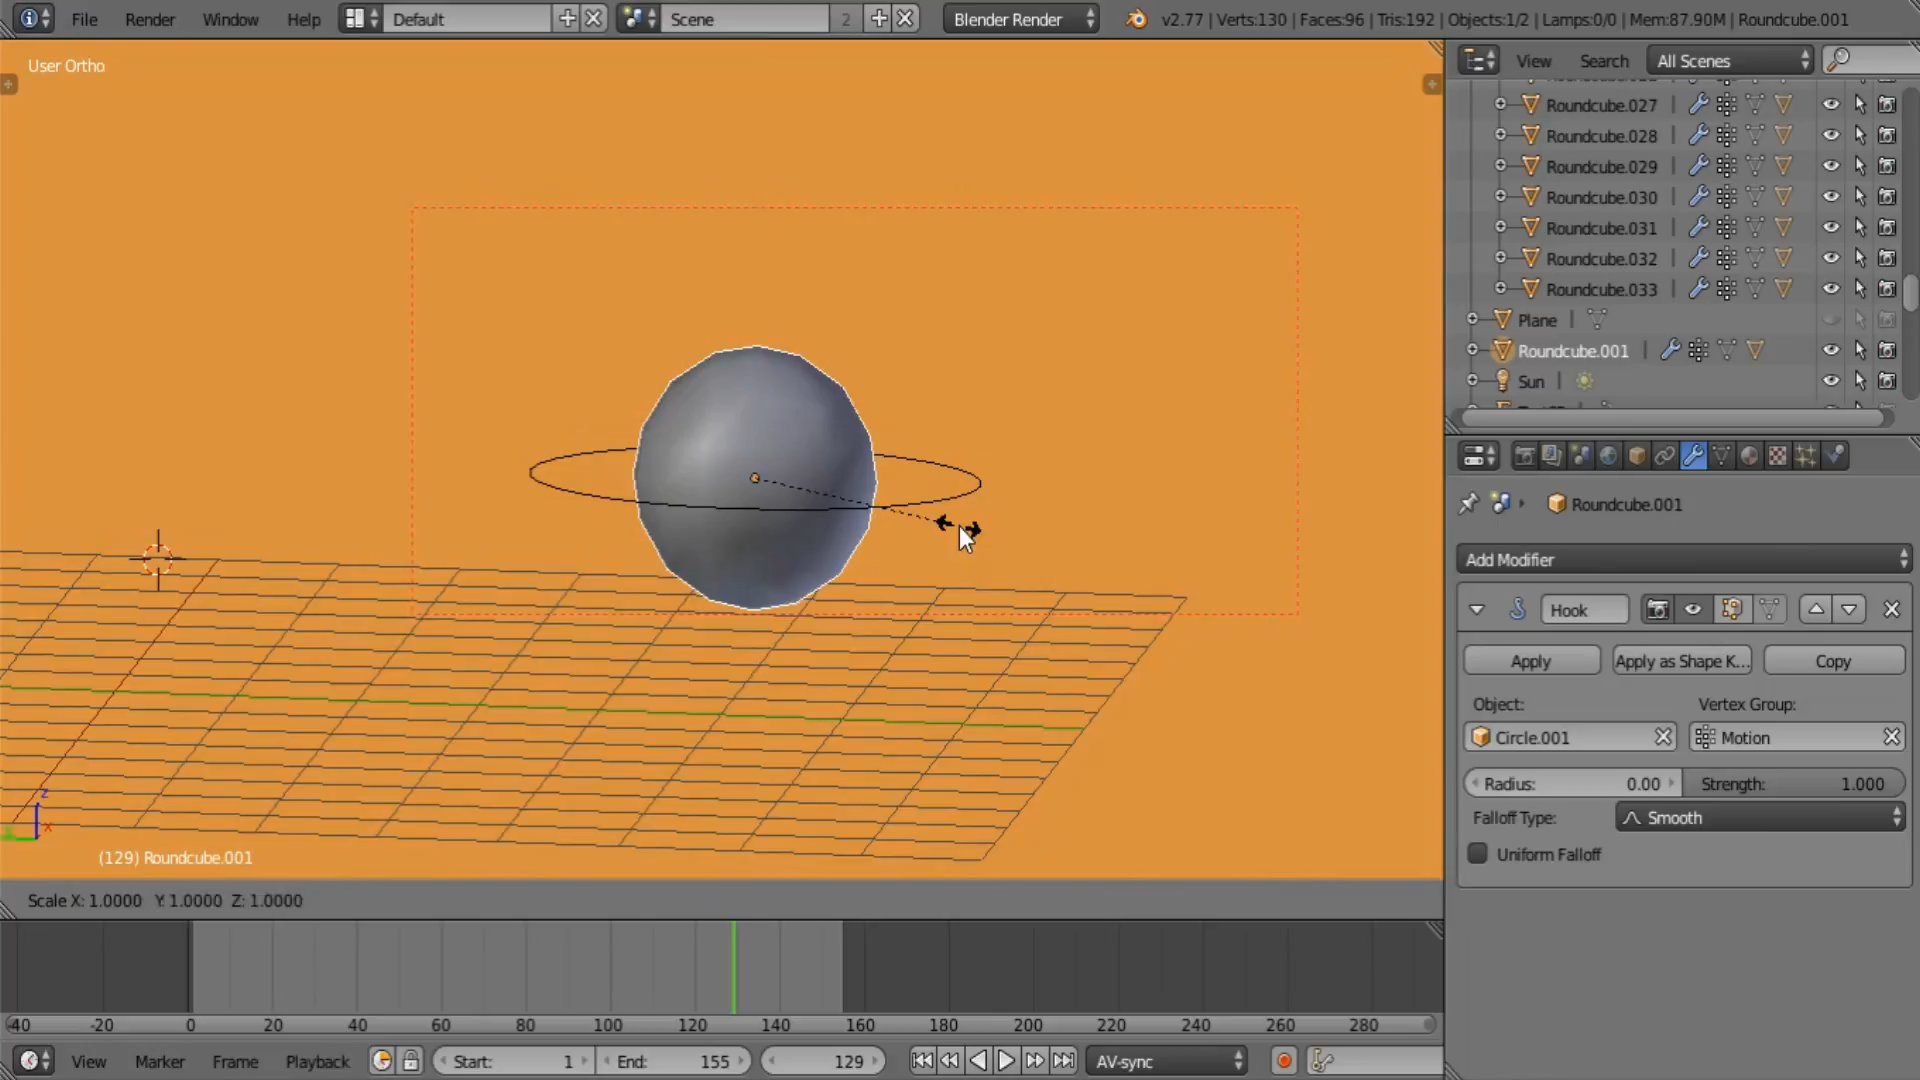 File Render Window Help Default Scene 2 Blender Render v2.77 | Verts:130 | Faces:96 | Tris:192 | Objects:1/2 | Lamps:0/0 | Mem:87.90M | Roundcube.001
User Ortho
View Search All Scenes
Roundcube.027
Roundcube.028
Roundcube.029
Roundcube.030
Roundcube.031
Roundcube.032
Roundcube.033
Plane
Roundcube.001
Sun
Roundcube.001
Add Modifier
Hook
Apply Apply as Shape K... Copy
Object: Vertex Group:
Circle.001 Motion
Radius: 0.00 Strength: 1.000
Falloff Type: Smooth
Uniform Falloff
z
x
(129) Roundcube.001
Scale X: 1.0000 Y: 1.0000 Z: 1.0000
-40 -20 0 20 40 60 80 100 120 140 160 180 200 220 240 260 280
View Marker Frame Playback Start: 1 End: 155 129 AV-sync